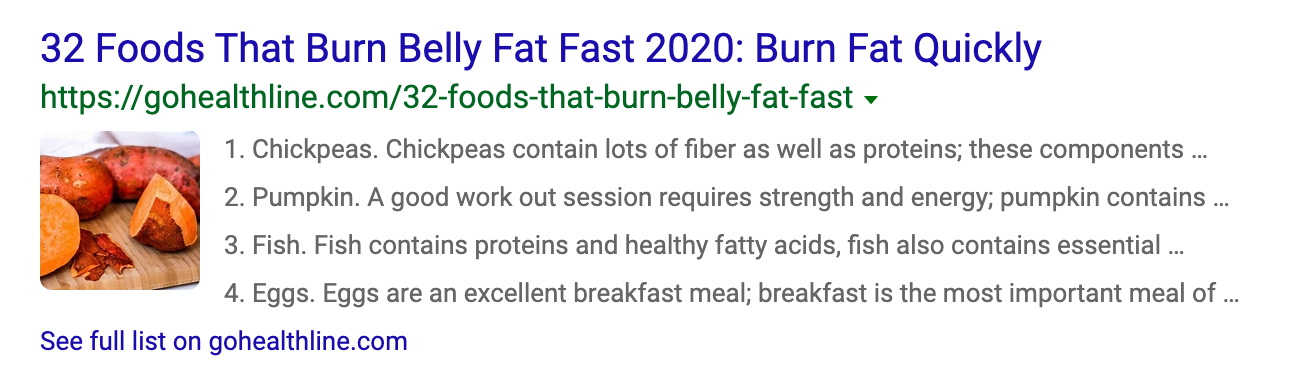 32 Foods That Burn Belly Fat Fast 2020: Burn Fat Quickly
https://gohealthline.com/32-foods-that-burn-belly-fat-fast
1. Chickpeas. Chickpeas contain lots of fiber as well as proteins; these components ...
2. Pumpkin. A good work out session requires strength and energy; pumpkin contains ...
3. Fish. Fish contains proteins and healthy fatty acids, fish also contains essential ...
4. Eggs. Eggs are an excellent breakfast meal; breakfast is the most important meal of ...
See full list on gohealthline.com